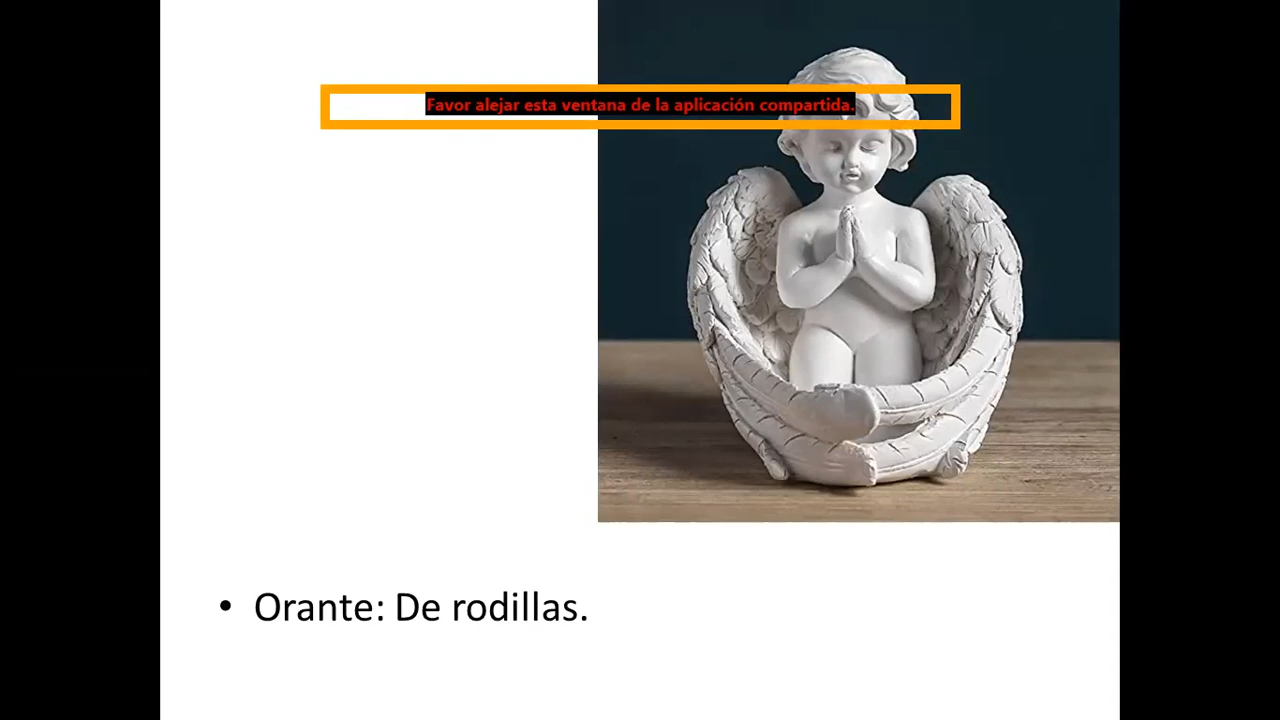 Favor alejar esta ventana de la aplicación compartida.
• Orante: De rodillas.